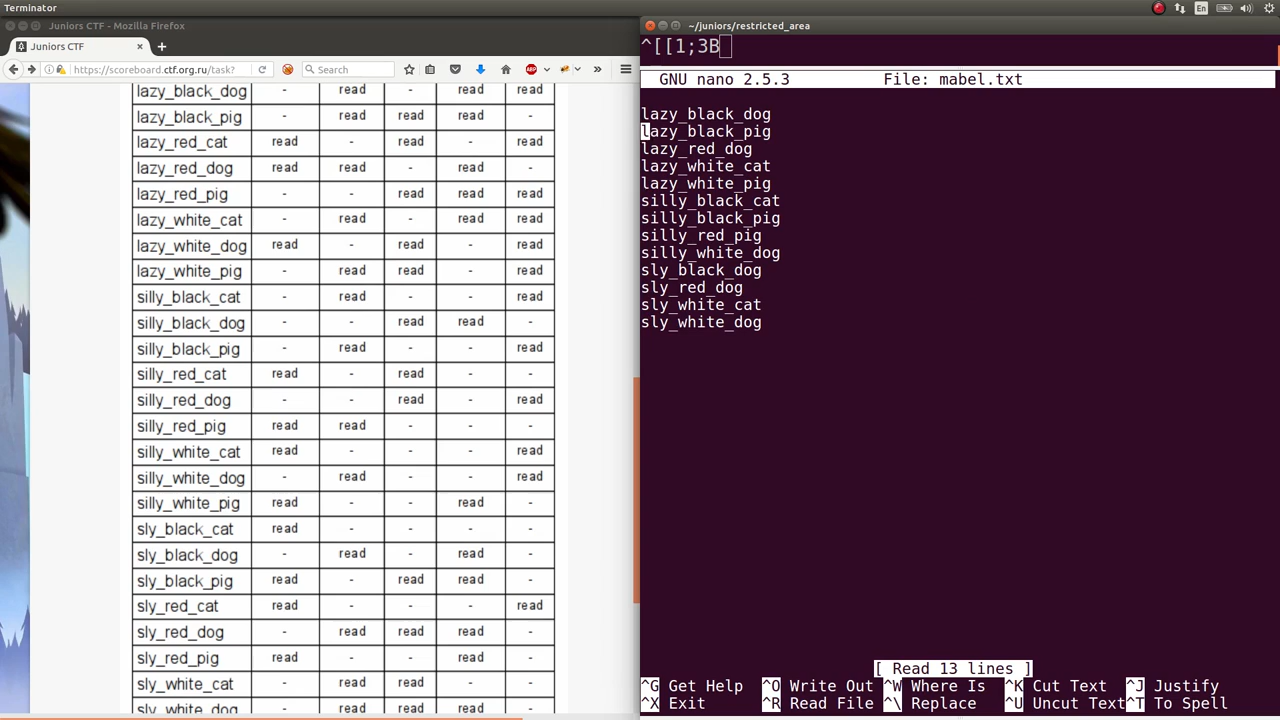 Terminator
En
Juniors CTF - Mozilla Firefox
Juniors CTF
https://scoreboard.ctf.org.ru/task?
Search
ABP
lazy_black_dog - read - read read
lazy_black_pig - read read read -
lazy_red_cat read - read - read
lazy_red_dog read read - read -
lazy_red_pig - - read read read
lazy_white_cat - read - read read
lazy_white_dog read - read - read
lazy_white_pig - read read - read
silly_black_cat - read - - read
silly_black_dog - - read read -
silly_black_pig - read - - read
silly_red_cat read - read - -
silly_red_dog - - read - read
silly_red_pig read read - - -
silly_white_cat read - - - read
silly_white_dog - read - read read
silly_white_pig read - - read -
sly_black_cat read - - - -
sly_black_dog - read - read -
sly_black_pig read - read read -
sly_red_cat read - - - read
sly_red_dog - read read read -
sly_red_pig read - - read -
sly_white_cat - read read - -
sly_white_dog
~/juniors/restricted_area
^[[1;3B
GNU nano 2.5.3 File: mabel.txt
lazy_black_dog
lazy_black_pig
lazy_red_dog
lazy_white_cat
lazy_white_pig
silly_black_cat
silly_black_pig
silly_red_pig
silly_white_dog
sly_black_dog
sly_red_dog
sly_white_cat
sly_white_dog
[ Read 13 lines ]
^G Get Help ^O Write Out ^W Where Is ^K Cut Text ^J Justify
^X Exit ^R Read File ^\ Replace ^U Uncut Text ^T To Spell